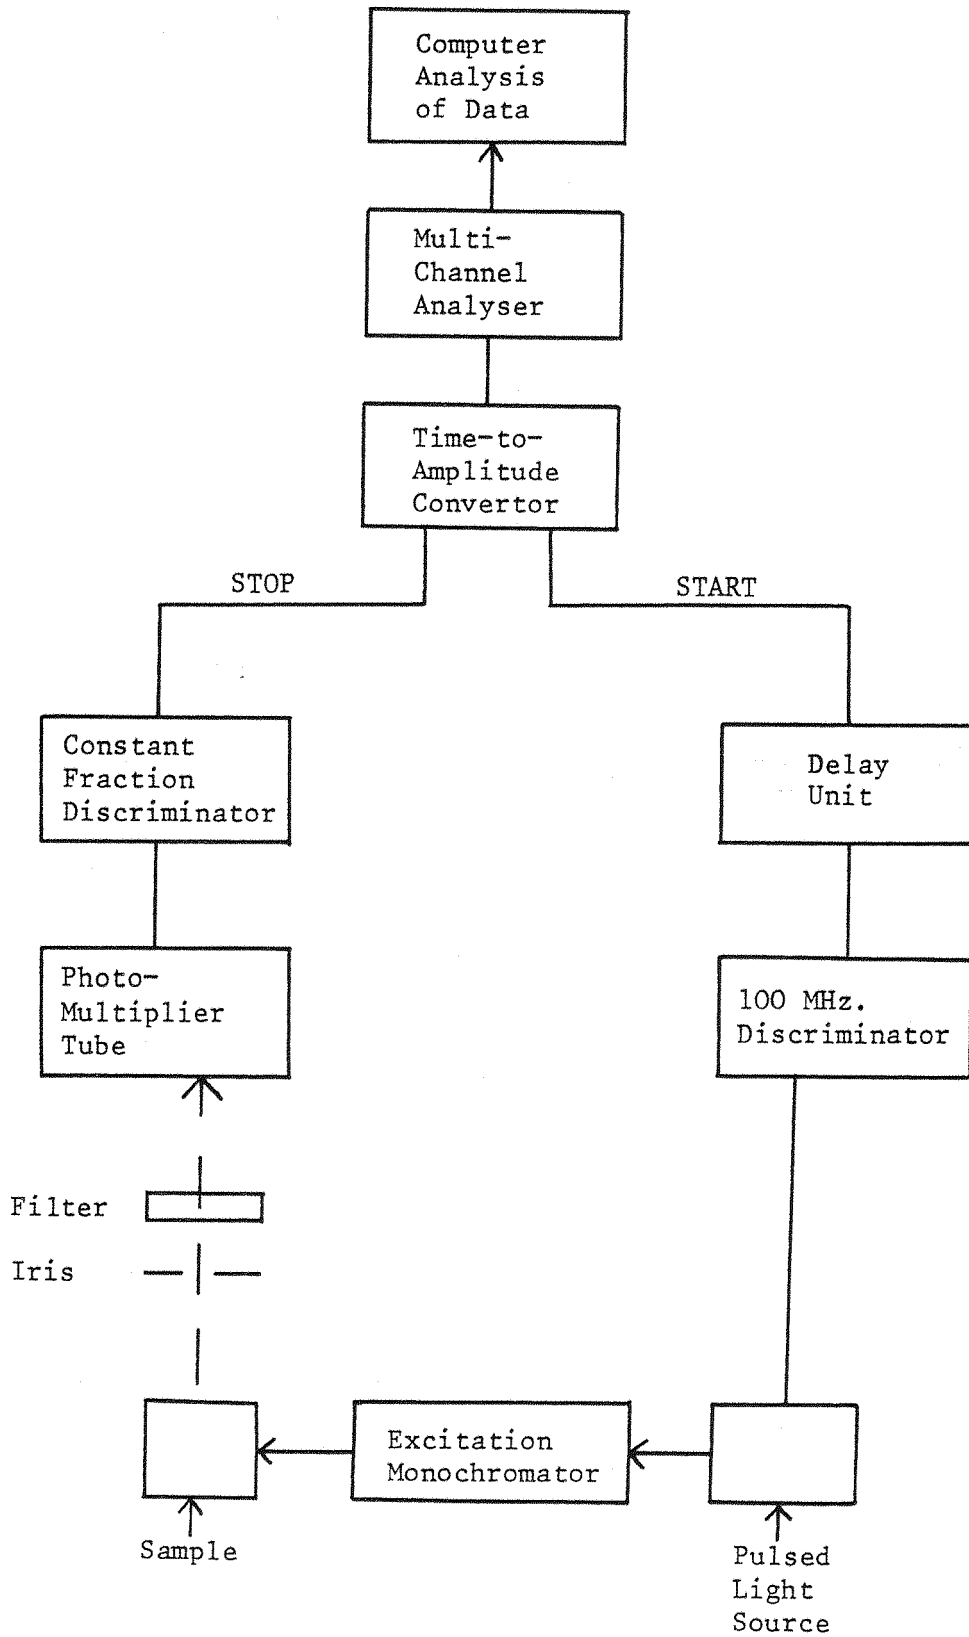 Computer
Analysis
of Data
Multi-
Channel
Analyser
Time-to-
Amplitude
Convertor
STOP
START
Constant
Fraction
Discriminator
Delay
Unit
Photo-
Multiplier
Tube
100 MHz.
Discriminator
Filter
Iris
Excitation
Monochromator
Sample
Pulsed
Light
Source